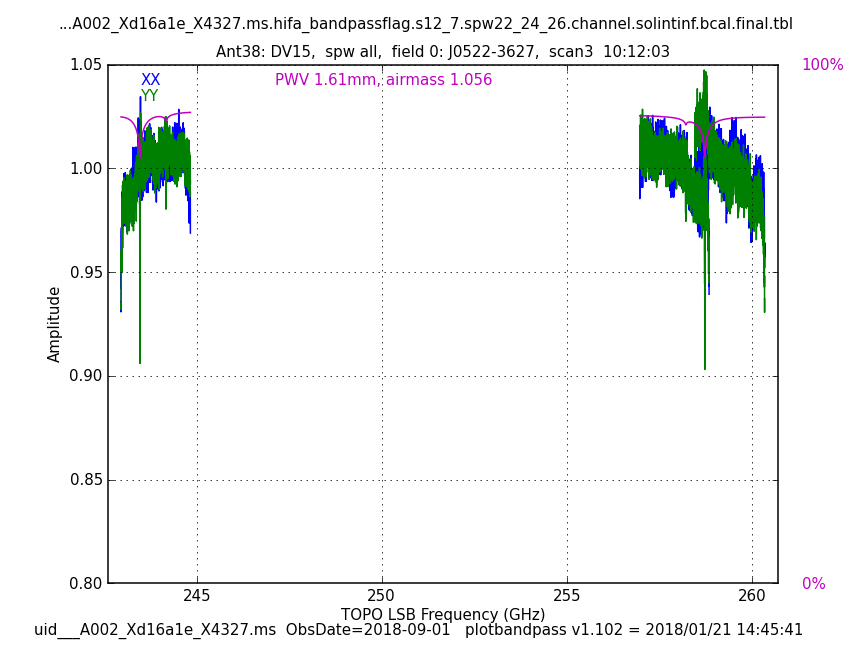 ...A002_Xd16a1e_X4327.ms.hifa_bandpassflag.s12_7.spw22_24_26.channel.solintinf.bcal.final.tbl
Ant38: DV15,  spw all,  field 0: J0522-3627,  scan3  10:12:03
1.05
XX
PWV 1.61mm, airmass 1.056
100%
YY
1.00
0.95
Amplitude
0.90
0.85
0.80
0%
245
250
255
260
TOPO LSB Frequency (GHz)
uid___A002_Xd16a1e_X4327.ms  ObsDate=2018-09-01   plotbandpass v1.102 = 2018/01/21 14:45:41